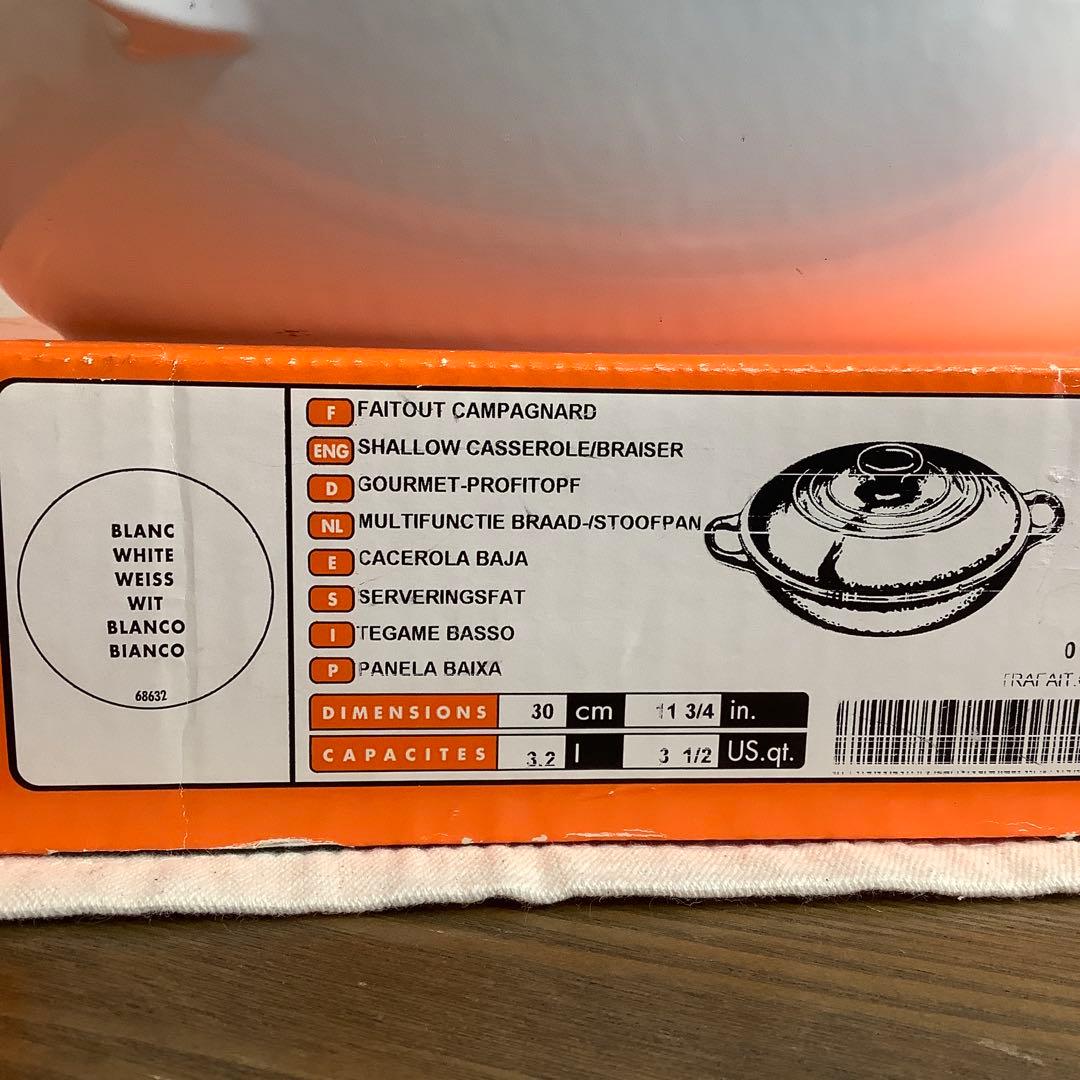 BLANC
WHITE
WEISS
WIT
BLANCO
BIANCO
68632
F FAITOUT CAMPAGNARD
ENG SHALLOW CASSEROLE/BRAISER
D GOURMET-PROFITOPF
NL MULTIFUNCTIE BRAAD-/STOOFPAN
E CACEROLA BAJA
S SERVERINGSFAT
I TEGAME BASSO
P PANELA BAIXA
DIMENSIONS 30 cm 11 3/4 in.
CAPACITES 3.2 l 3 1/2 US.qt.
0